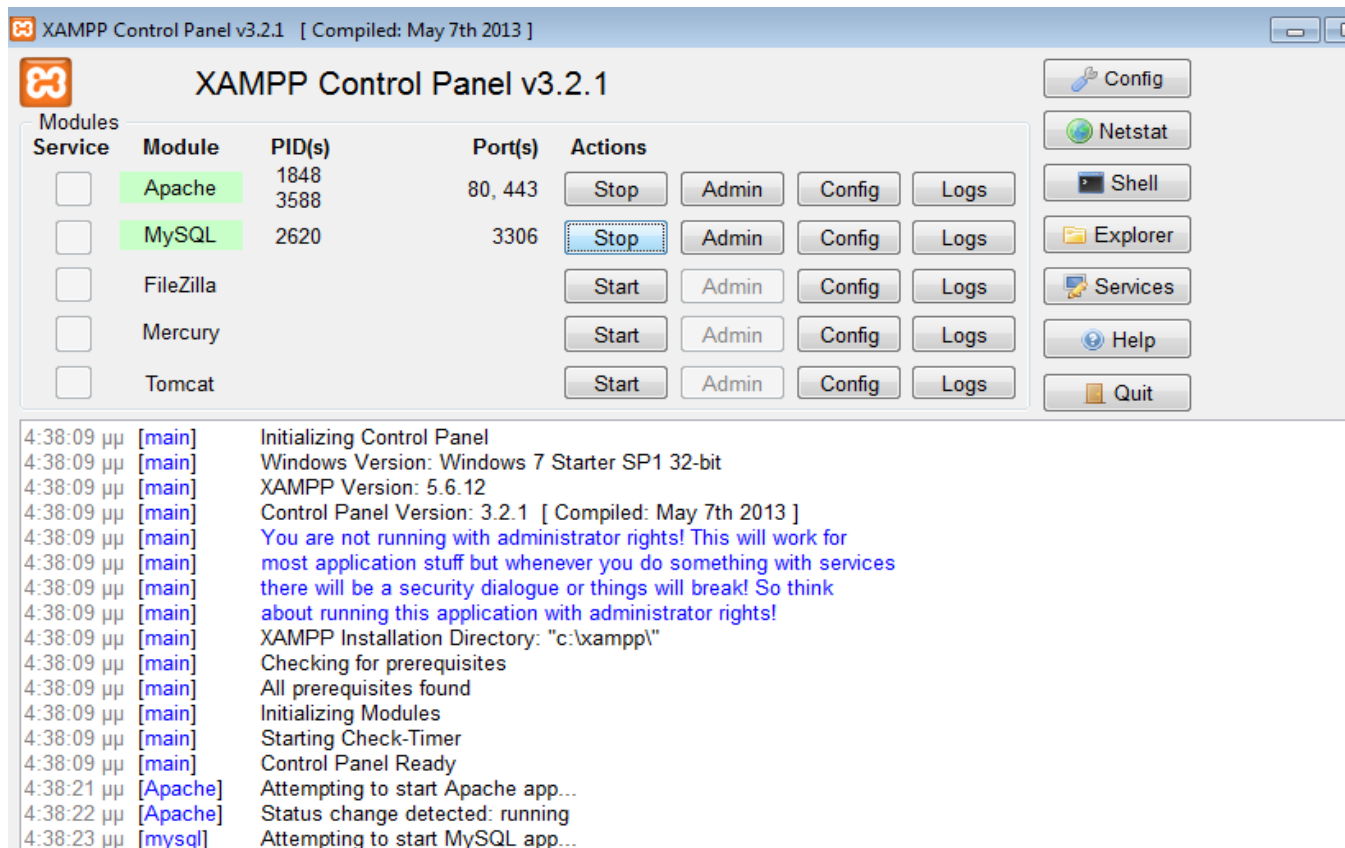 XAMPP Control Panel v3.2.1 [ Compiled: May 7th 2013 ]
XAMPP Control Panel v3.2.1
Config
Modules
Netstat
Service Module PID(s) Port(s) Actions
Apache 1848 3588 80, 443 Stop Admin Config Logs
Shell
MySQL 2620 3306 Stop Admin Config Logs
Explorer
FileZilla Start Admin Config Logs
Services
Mercury Start Admin Config Logs
Help
Tomcat Start Admin Config Logs
Quit
4:38:09 μμ [main] Initializing Control Panel
4:38:09 μμ [main] Windows Version: Windows 7 Starter SP1 32-bit
4:38:09 μμ [main] XAMPP Version: 5.6.12
4:38:09 μμ [main] Control Panel Version: 3.2.1 [ Compiled: May 7th 2013 ]
4:38:09 μμ [main] You are not running with administrator rights! This will work for
4:38:09 μμ [main] most application stuff but whenever you do something with services
4:38:09 μμ [main] there will be a security dialogue or things will break! So think
4:38:09 μμ [main] about running this application with administrator rights!
4:38:09 μμ [main] XAMPP Installation Directory: "c:\xampp\"
4:38:09 μμ [main] Checking for prerequisites
4:38:09 μμ [main] All prerequisites found
4:38:09 μμ [main] Initializing Modules
4:38:09 μμ [main] Starting Check-Timer
4:38:09 μμ [main] Control Panel Ready
4:38:21 μμ [Apache] Attempting to start Apache app...
4:38:22 μμ [Apache] Status change detected: running
4:38:23 μμ [mysql] Attempting to start MySQL app...